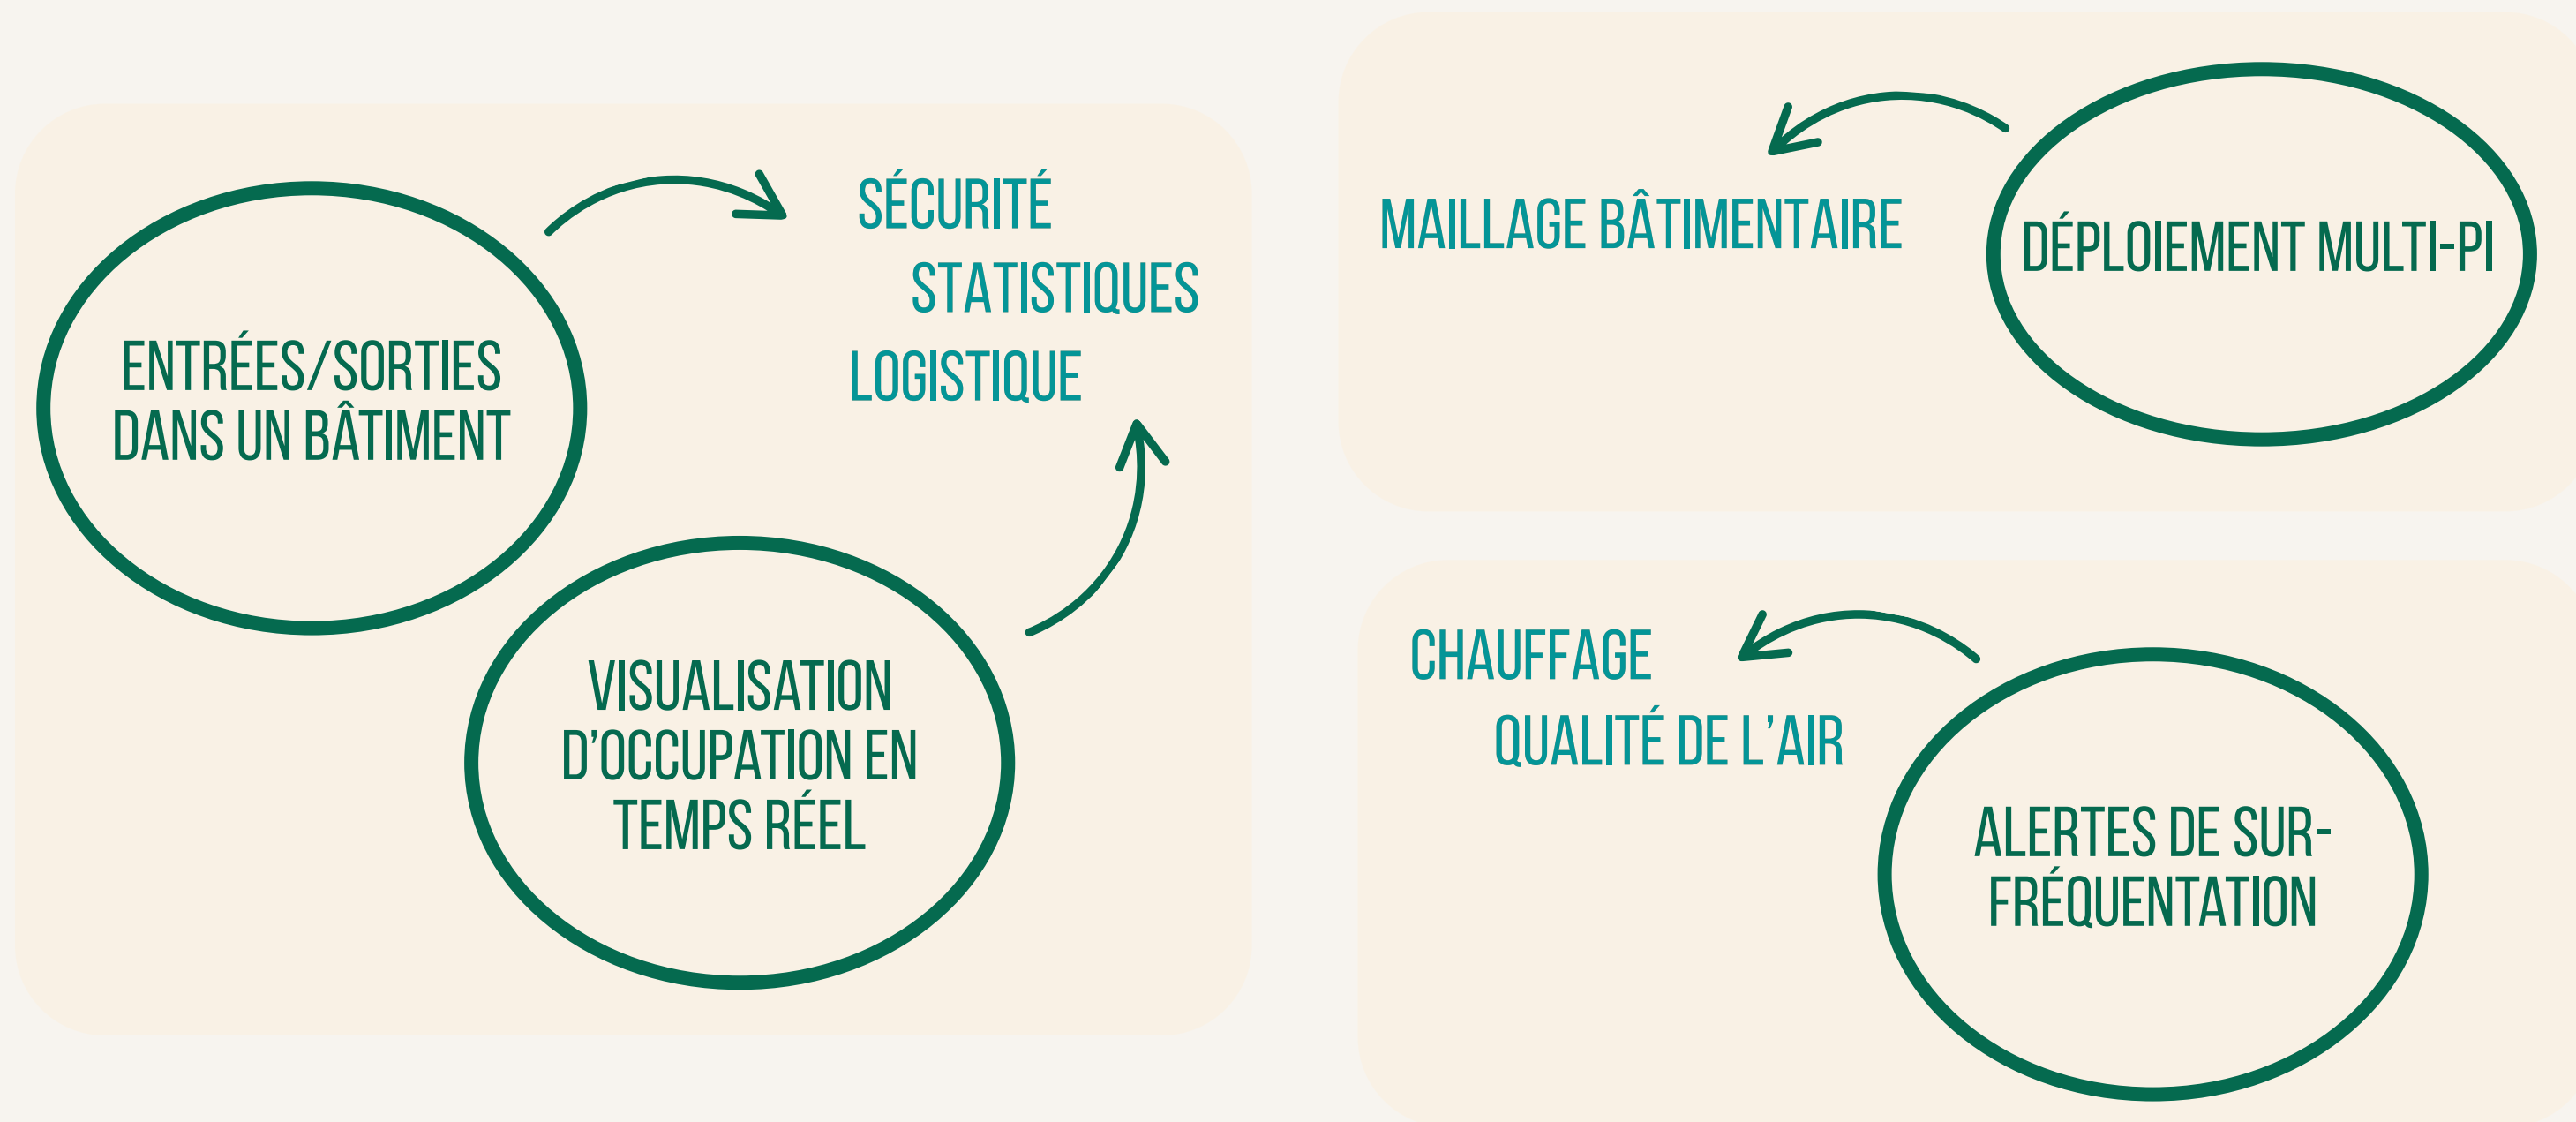 ENTRÉES/SORTIES
DANS UN BÂTIMENT
SÉCURITÉ
STATISTIQUES
LOGISTIQUE
VISUALISATION
D’OCCUPATION EN
TEMPS RÉEL
MAILLAGE BÂTIMENTAIRE
DÉPLOIEMENT MULTI-PI
CHAUFFAGE
QUALITÉ DE L’AIR
ALERTES DE SUR-
FRÉQUENTATION